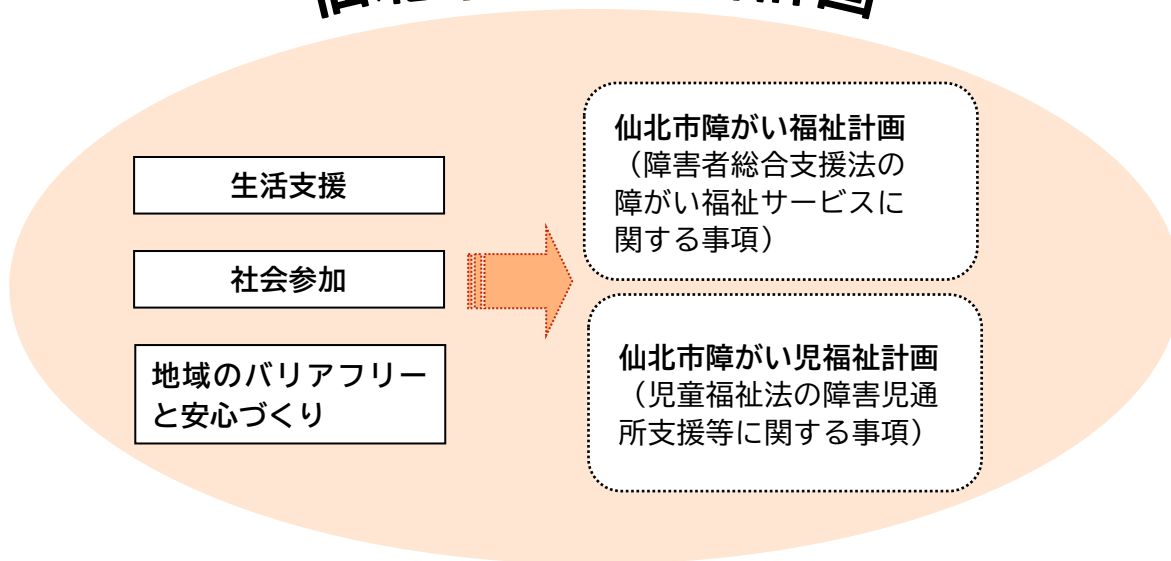 生活支援
社会参加
地域のバリアフリー
と安心づくり
仙北市障がい福祉計画
（障害者総合支援法の
障がい福祉サービスに
関する事項）
仙北市障がい児福祉計画
（児童福祉法の障害児通
所支援等に関する事項）